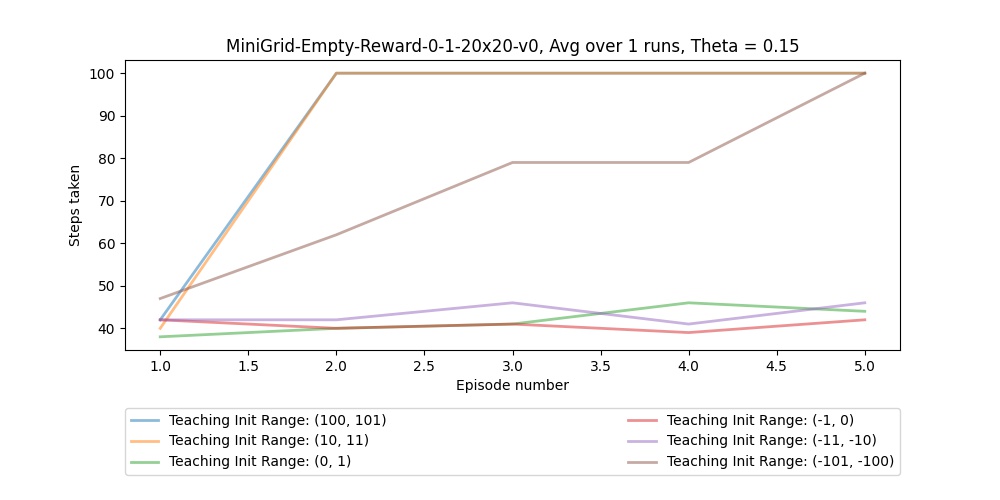 MiniGrid-Empty-Reward-0-1-20x20-v0, Avg over 1 runs, Theta = 0.15
100
90
80
70
60
50
40
Steps taken
1.0 1.5 2.0 2.5 3.0 3.5 4.0 4.5 5.0
Episode number
Teaching Init Range: (100, 101)
Teaching Init Range: (10, 11)
Teaching Init Range: (0, 1)
Teaching Init Range: (-1, 0)
Teaching Init Range: (-11, -10)
Teaching Init Range: (-101, -100)